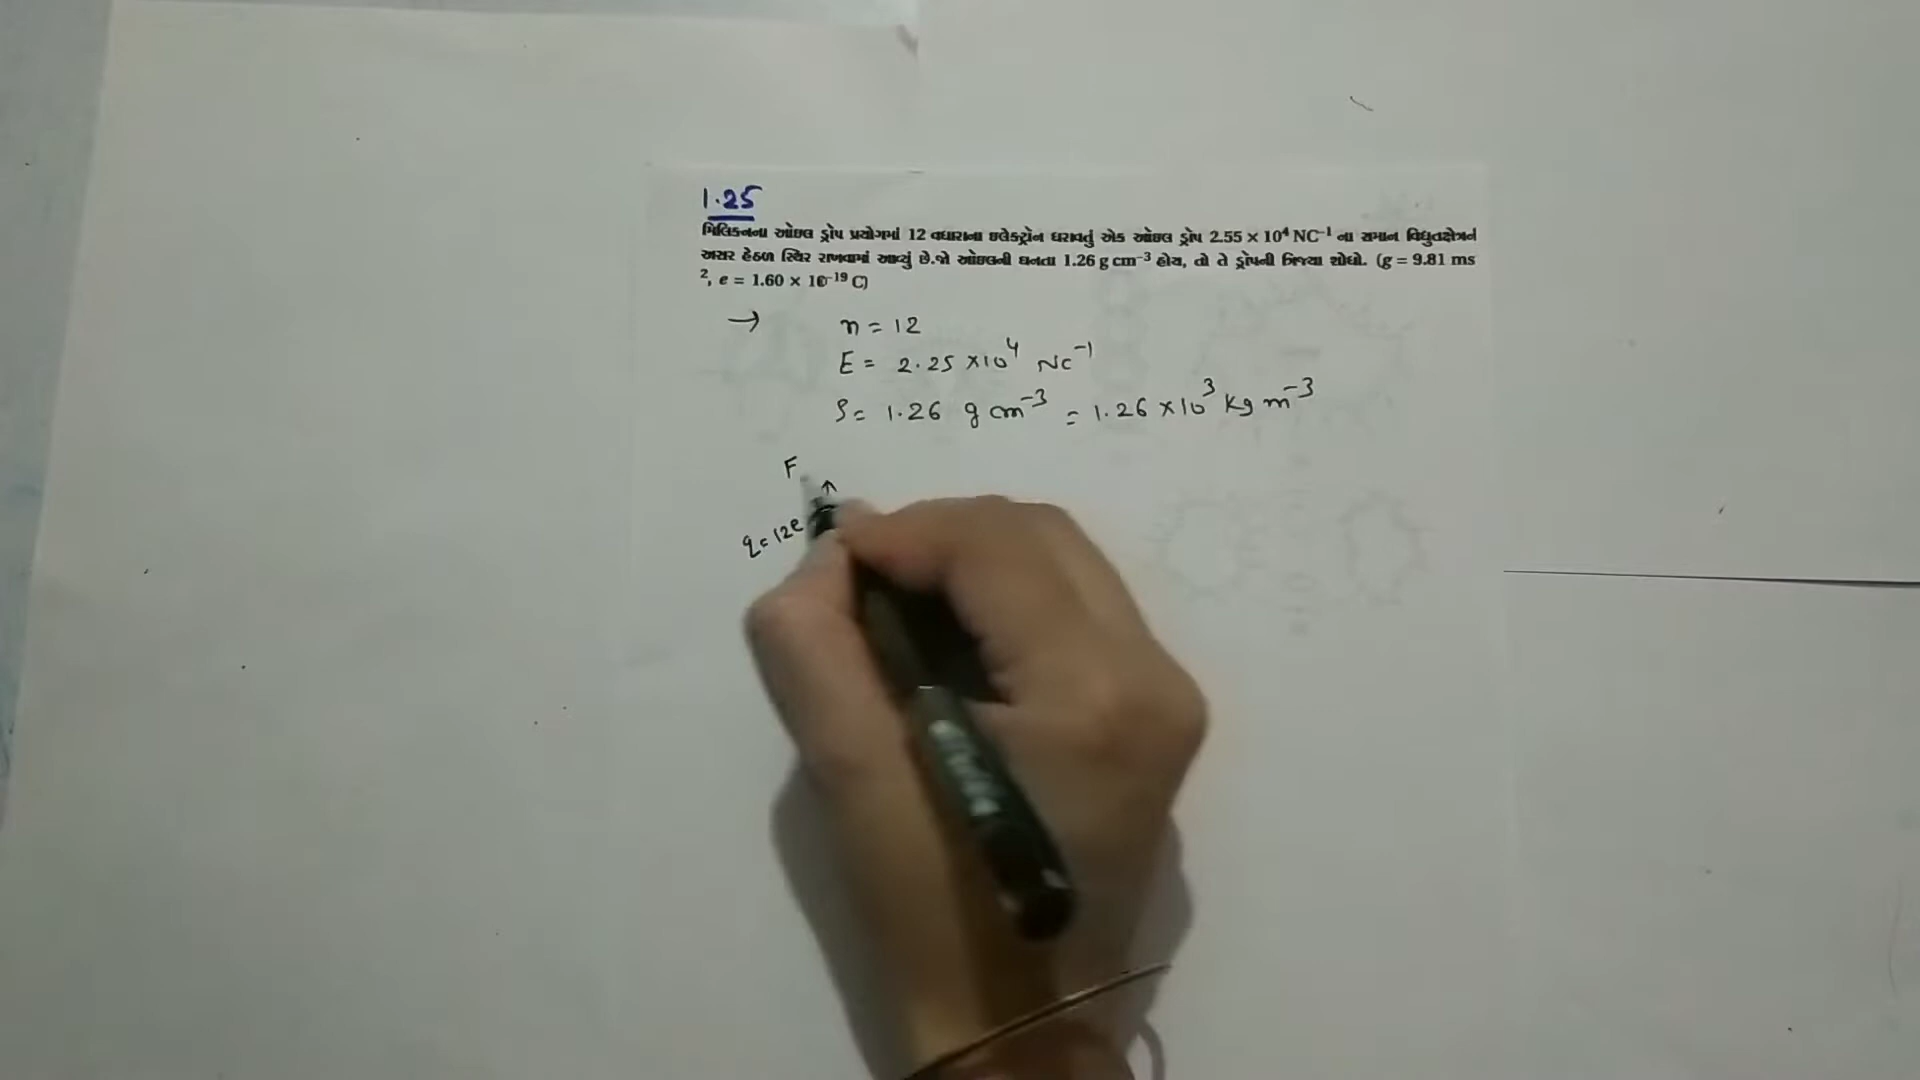 1.25
મિલિકનના ઓઇલ ડ્રોપ પ્રયોગમાં 12 વધારાના ઇલેક્ટ્રોન ધરાવતું એક ઓઇલ ડ્રોપ 2.55 × 10⁴ NC⁻¹ ના સમાન વિદ્યુતક્ષેત્રની
અસર હેઠળ સ્થિર રાખવામાં આવ્યું છે.જો ઓઇલની ઘનતા 1.26 g cm⁻³ હોય, તો તે ડ્રોપની ત્રિજ્યા શોધો. (g = 9.81 ms
², e = 1.60 × 10⁻¹⁹ C)
→ n = 12
E = 2.25 × 10⁴ NC⁻¹
ρ = 1.26 g cm⁻³ = 1.26 × 10³ Kg m⁻³
F ↑
q = 12e